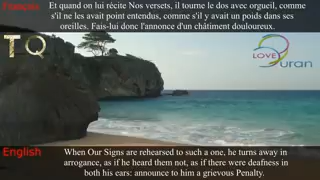 Français
Et quand on lui récite Nos versets, il tourne le dos avec orgueil, comme
s'il ne les avait point entendus, comme s'il y avait un poids dans ses
oreilles. Fais-lui donc l'annonce d'un châtiment douloureux.
TQ
LOVE
Quran
English
When Our Signs are rehearsed to such a one, he turns away in
arrogance, as if he heard them not, as if there were deafness in
both his ears: announce to him a grievous Penalty.